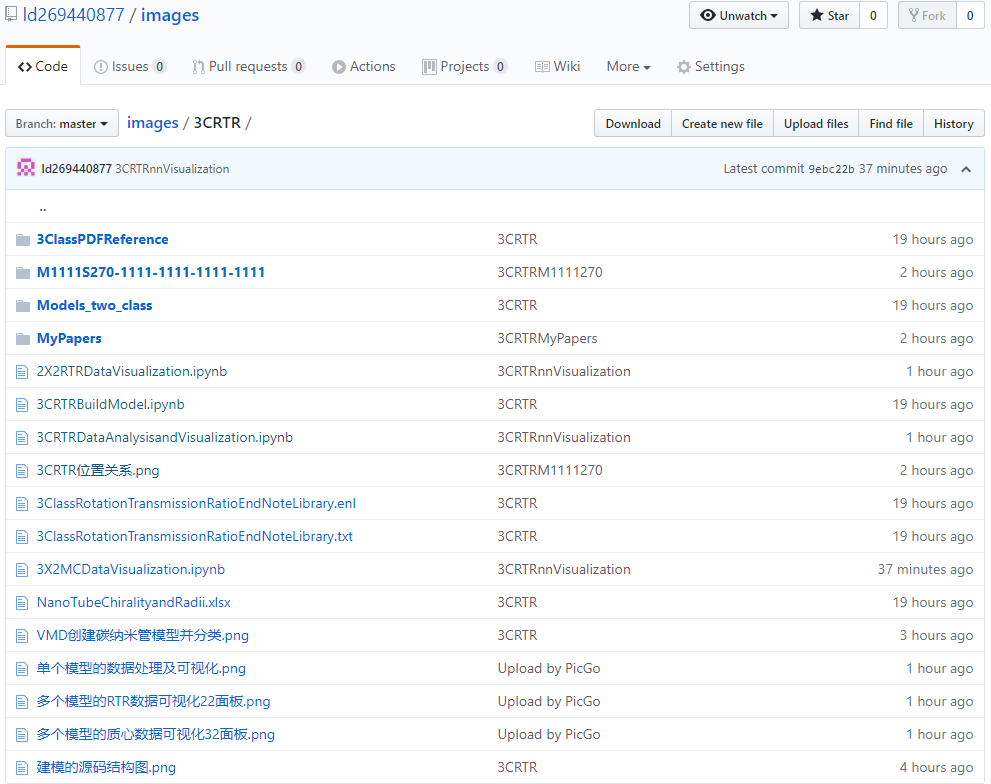 ld269440877 / images
Unwatch Star 0 Fork 0
Code Issues 0 Pull requests 0 Actions Projects 0 Wiki More Settings
Branch: master images / 3CRTR / Download Create new file Upload files Find file History
ld269440877 3CRTRnnVisualization Latest commit 9ebc22b 37 minutes ago
..
3ClassPDFReference 3CRTR 19 hours ago
M1111S270-1111-1111-1111-1111 3CRTRM1111270 2 hours ago
Models_two_class 3CRTR 19 hours ago
MyPapers 3CRTRMyPapers 2 hours ago
2X2RTRDataVisualization.ipynb 3CRTRnnVisualization 1 hour ago
3CRTRBuildModel.ipynb 3CRTR 19 hours ago
3CRTRDataAnalysisandVisualization.ipynb 3CRTRnnVisualization 1 hour ago
3CRTR位置关系.png 3CRTRM1111270 2 hours ago
3ClassRotationTransmissionRatioEndNoteLibrary.enl 3CRTR 19 hours ago
3ClassRotationTransmissionRatioEndNoteLibrary.txt 3CRTR 19 hours ago
3X2MCDataVisualization.ipynb 3CRTRnnVisualization 37 minutes ago
NanoTubeChiralityandRadii.xlsx 3CRTR 19 hours ago
VMD创建碳纳米管模型并分类.png 3CRTR 3 hours ago
单个模型的数据处理及可视化.png Upload by PicGo 1 hour ago
多个模型的RTR数据可视化22面板.png Upload by PicGo 1 hour ago
多个模型的质心数据可视化32面板.png Upload by PicGo 1 hour ago
建模的源码结构图.png 3CRTR 4 hours ago